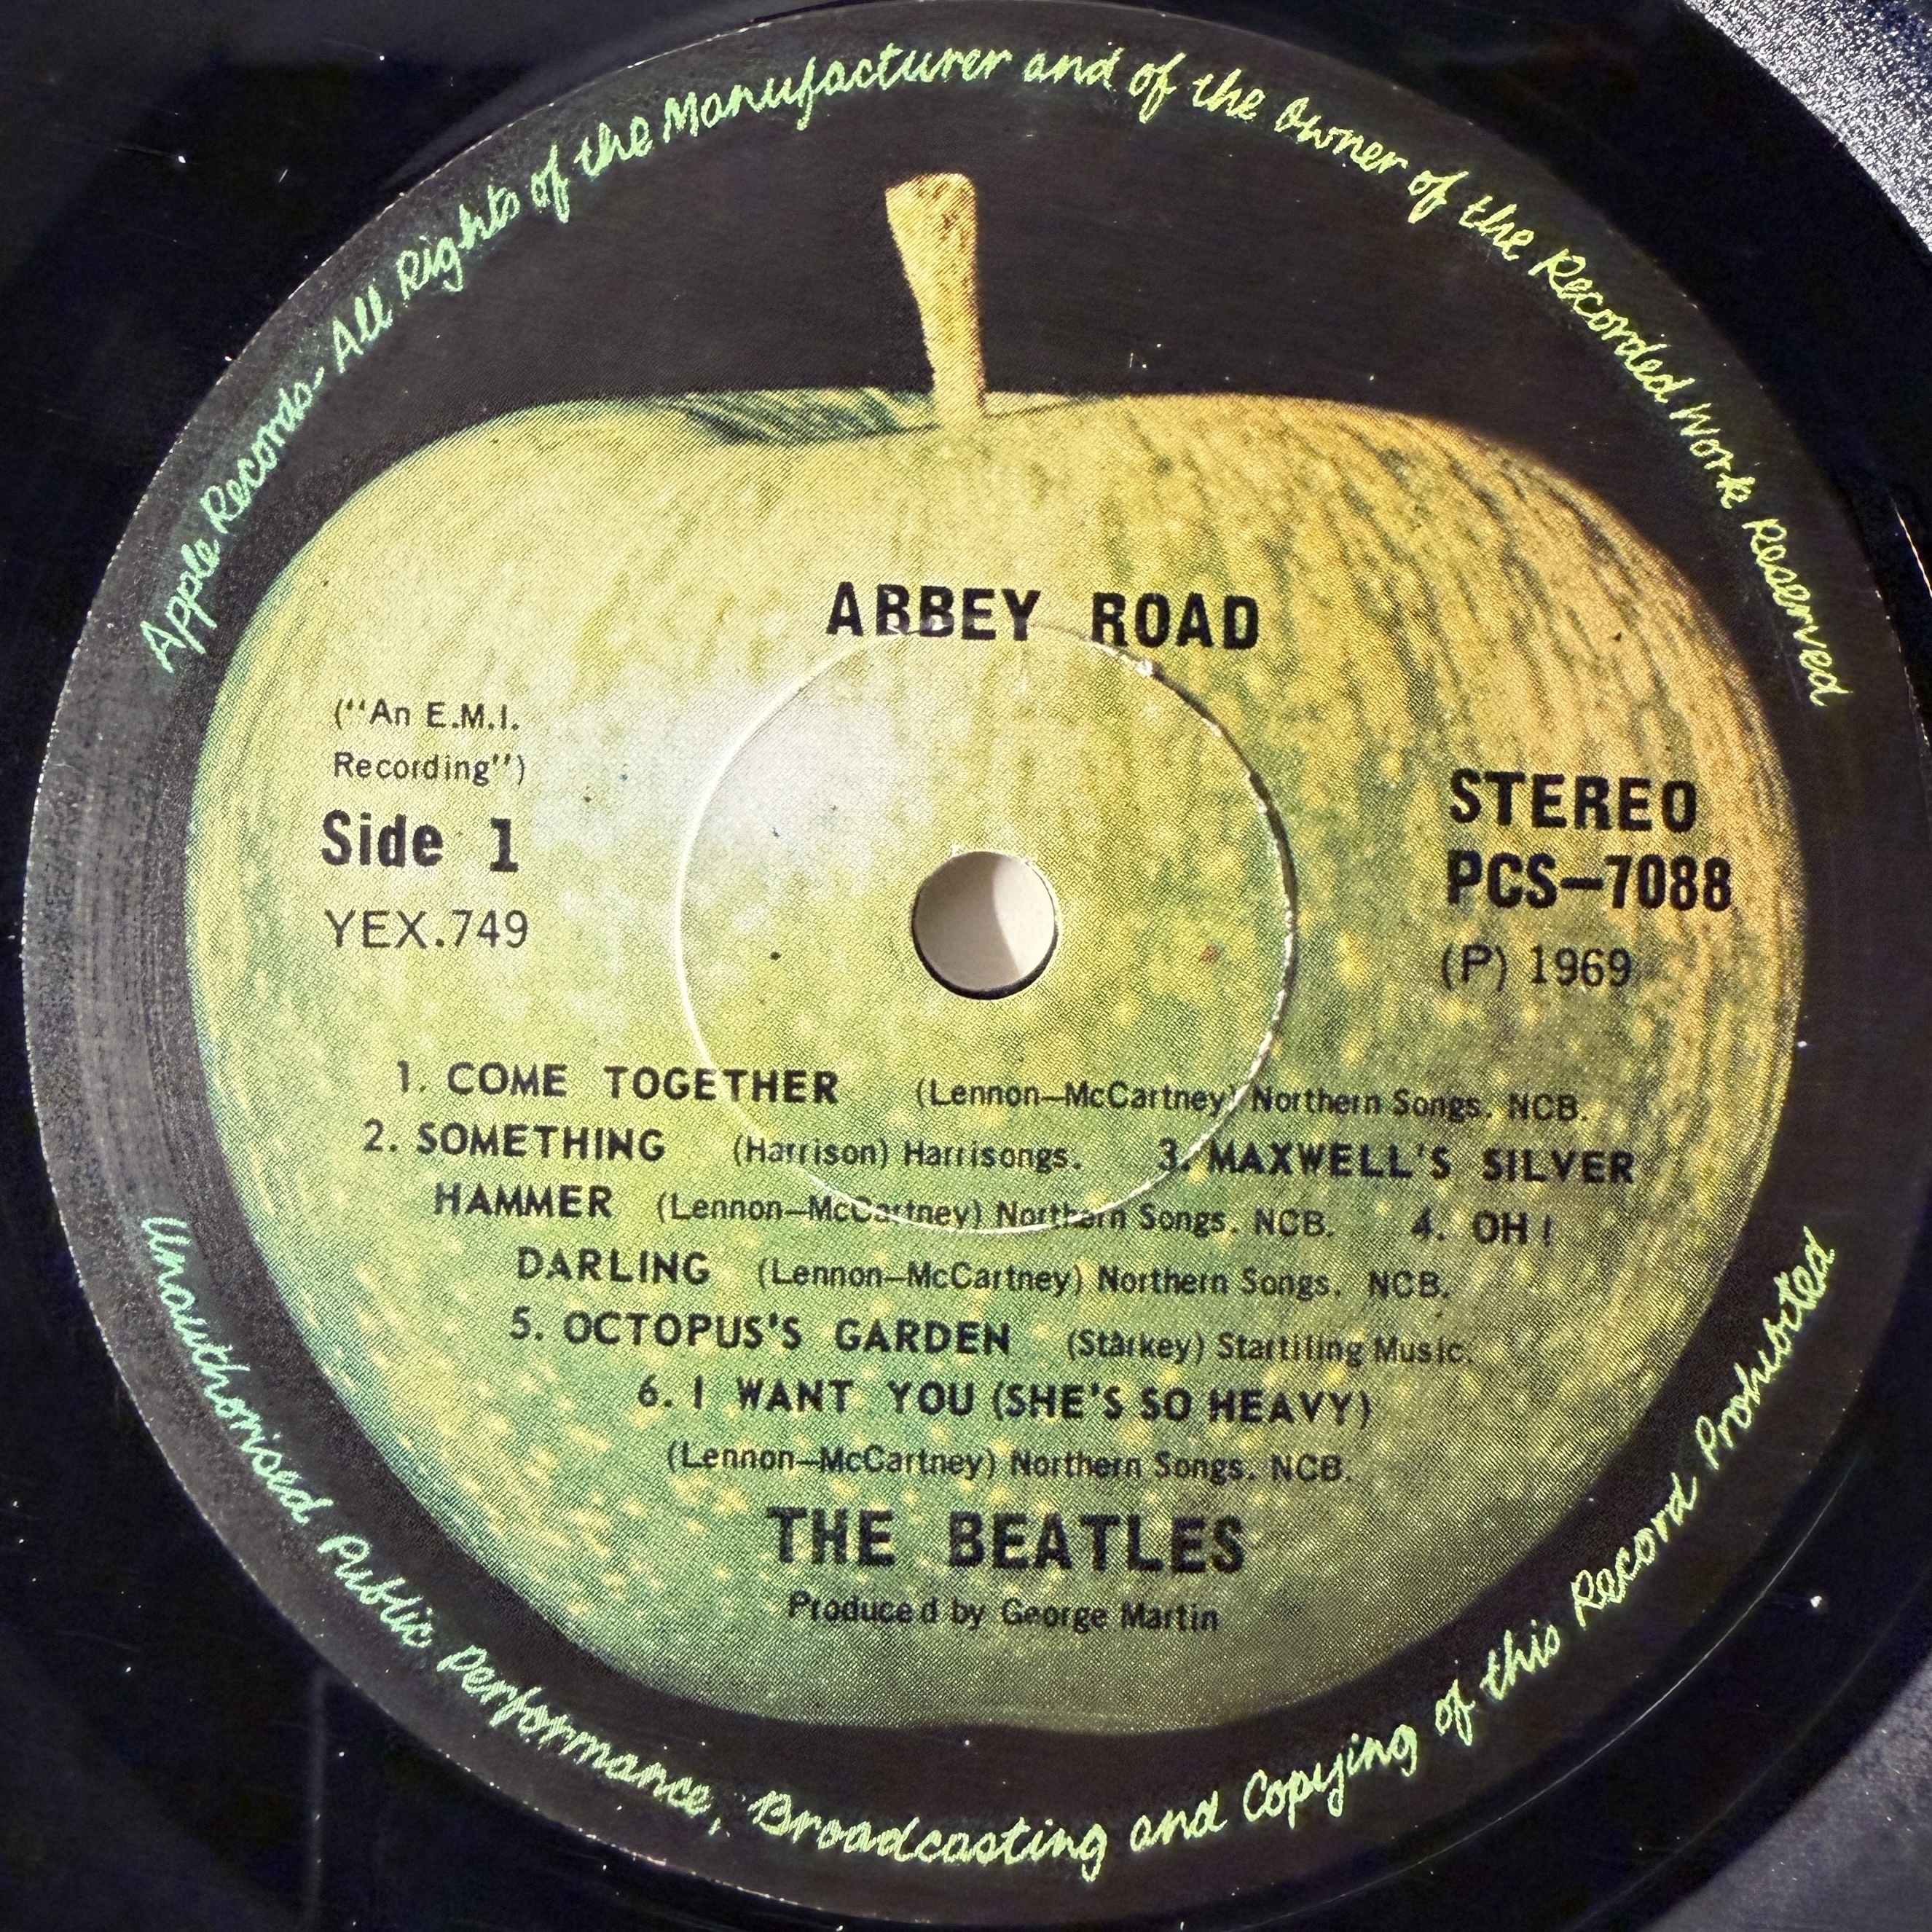 Apple Records- All Rights of the Manufacturer and of the Owner of the Recorded Work Reserved
ABBEY ROAD
(''An E.M.I.
Recording'')
Side 1
YEX.749
STEREO
PCS–7088
(P) 1969
1. COME TOGETHER (Lennon–McCartney) Northern Songs. NCB.
2. SOMETHING (Harrison) Harrisongs. 3. MAXWELL'S SILVER
HAMMER (Lennon–McCartney) Northern Songs. NCB. 4. OH !
DARLING (Lennon–McCartney) Northern Songs. NCB.
5. OCTOPUS'S GARDEN (Starkey) Startiling Music.
6. I WANT YOU (SHE'S SO HEAVY)
(Lennon–McCartney) Northern Songs. NCB.
THE BEATLES
Produced by George Martin
Unauthorised Public Performance, Broadcasting and Copying of this Record Prohibited